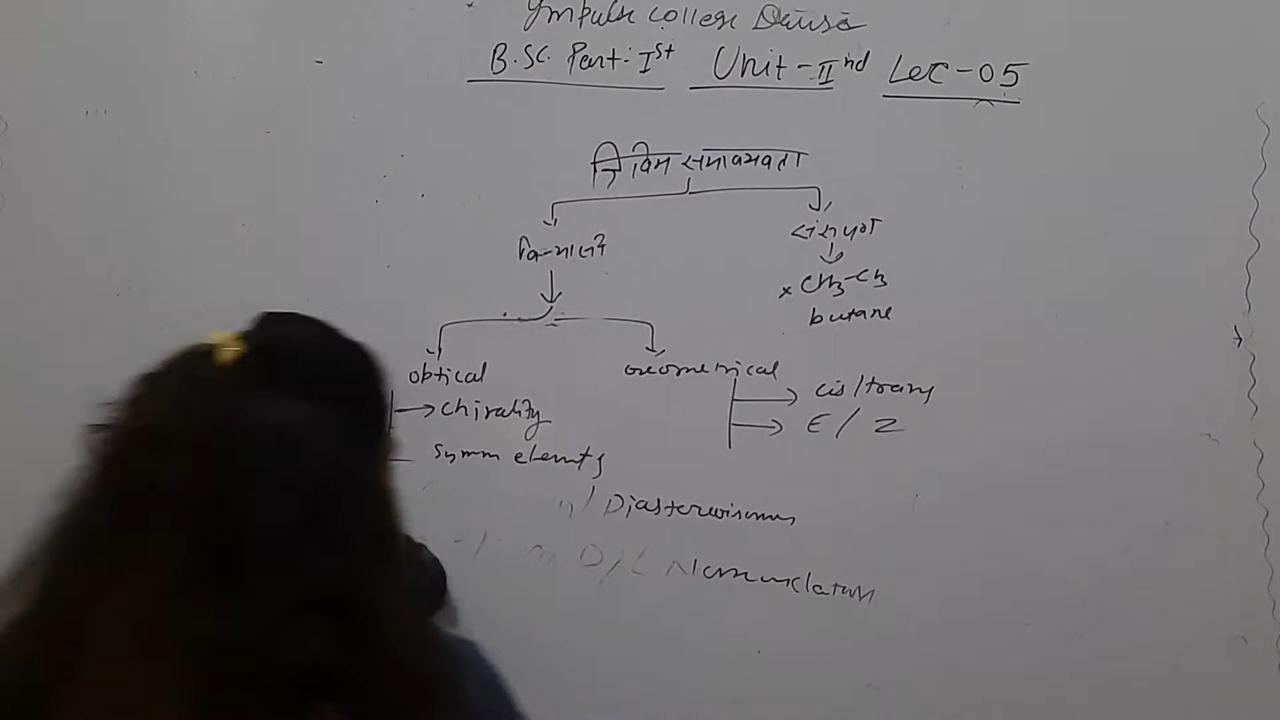 Impulse college Dausa
B.Sc. Part-Ist Unit-IInd Lec-05
त्रिविम समावयवता
विन्यासी
संरूपण
× CH3-CH3
butane
optical
Geometrical
→ chirality
→ cis/trans
→ E/Z
symm elements
/ Diastereoisomers
D/L Nomenclature